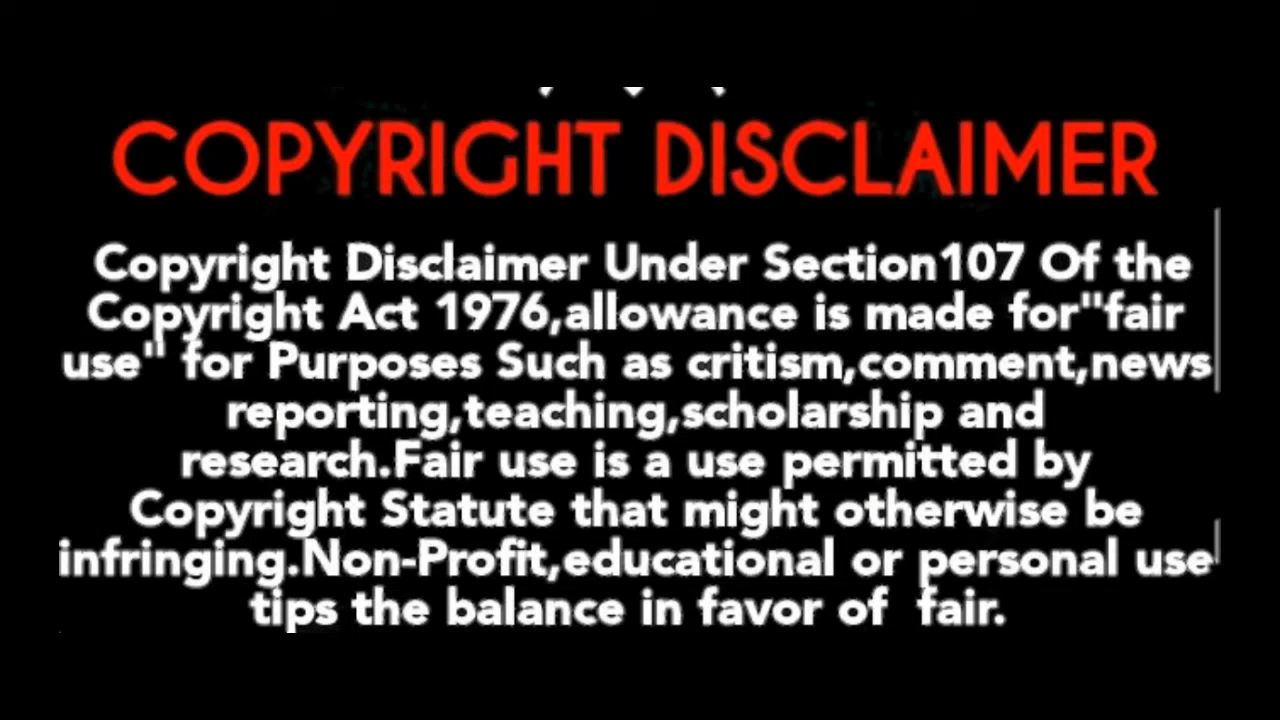 COPYRIGHT DISCLAIMER
Copyright Disclaimer Under Section107 Of the
Copyright Act 1976,allowance is made for"fair
use" for Purposes Such as critism,comment,news
reporting,teaching,scholarship and
research.Fair use is a use permitted by
Copyright Statute that might otherwise be
infringing.Non-Profit,educational or personal use
tips the balance in favor of  fair.